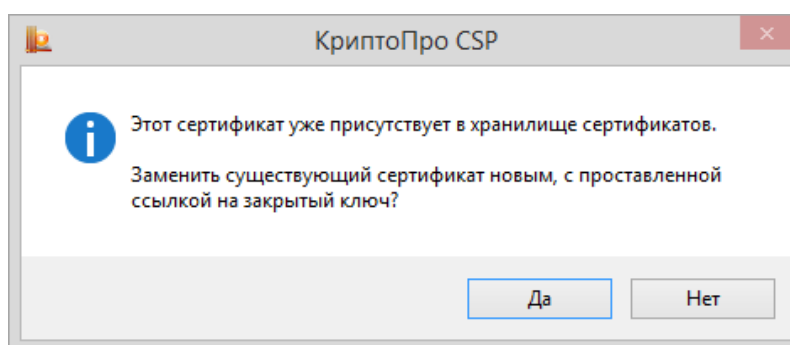 КриптоПро CSP
Этот сертификат уже присутствует в хранилище сертификатов.
Заменить существующий сертификат новым, с проставленной
ссылкой на закрытый ключ?
Да
Нет